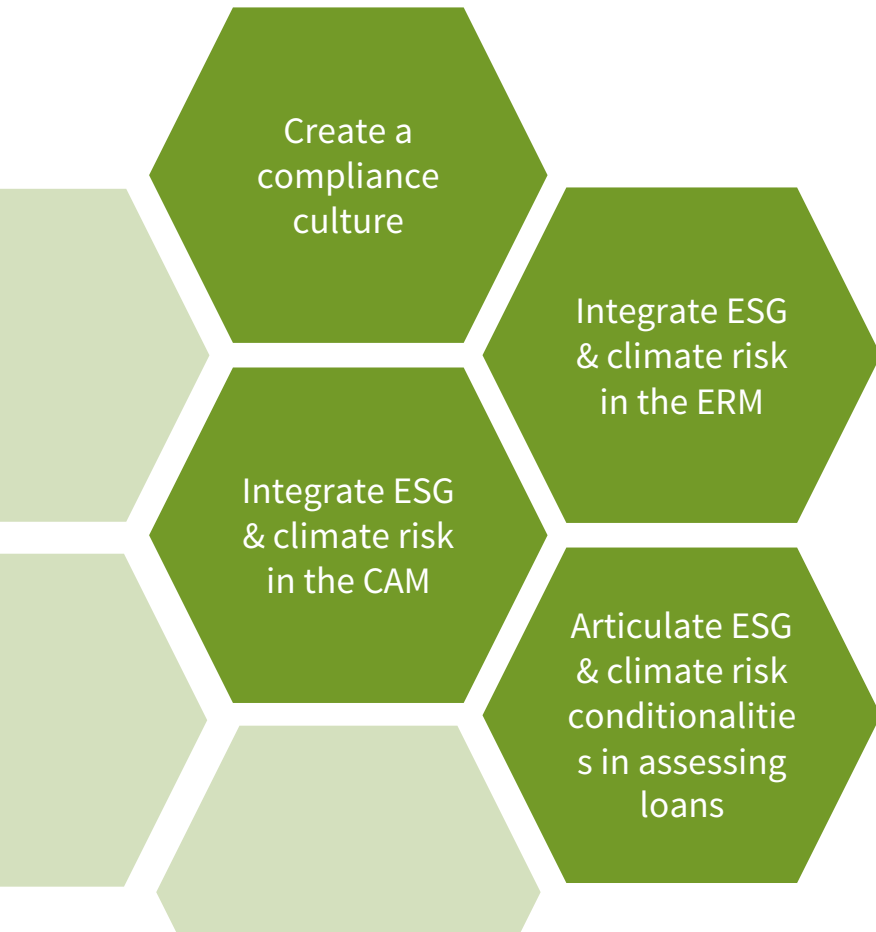 Create a
compliance
culture
Integrate ESG
& climate risk
in the ERM
Integrate ESG
& climate risk
in the CAM
Articulate ESG
& climate risk
conditionalitie
s in assessing
loans